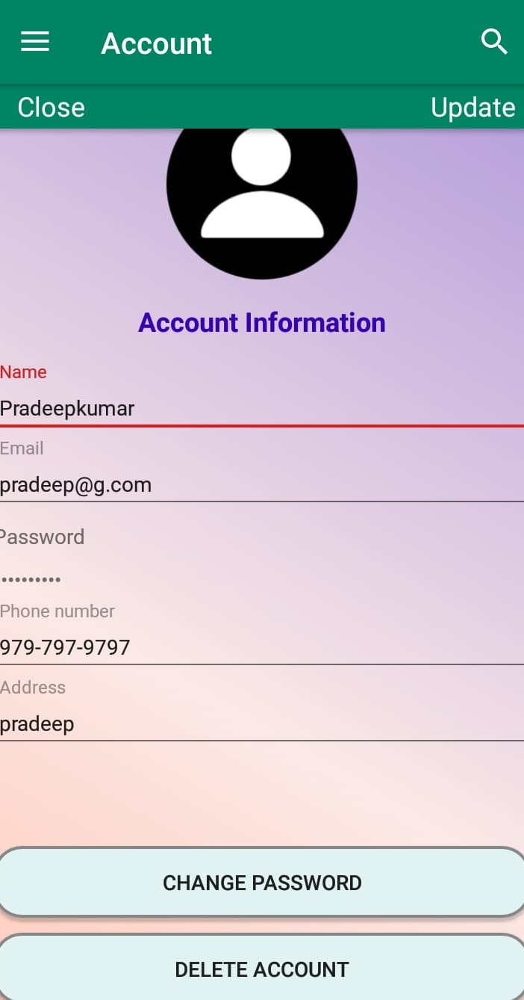 Account
Close Update
Account Information
Name
Pradeepkumar
Email
pradeep@g.com
Password
•••••••••
Phone number
979-797-9797
Address
pradeep
CHANGE PASSWORD
DELETE ACCOUNT